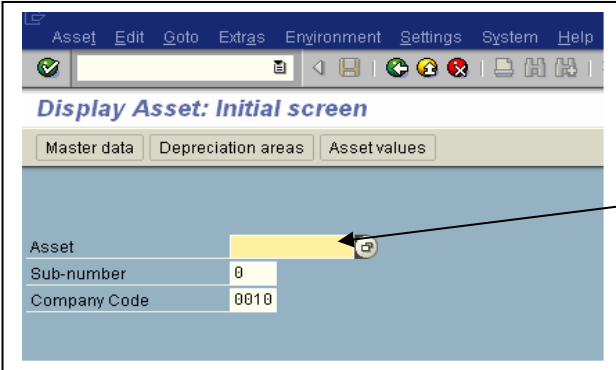 Asset Edit Goto Extras Environment Settings System Help
Display Asset: Initial screen
Master data Depreciation areas Asset values
Asset
Sub-number 0
Company Code 0010